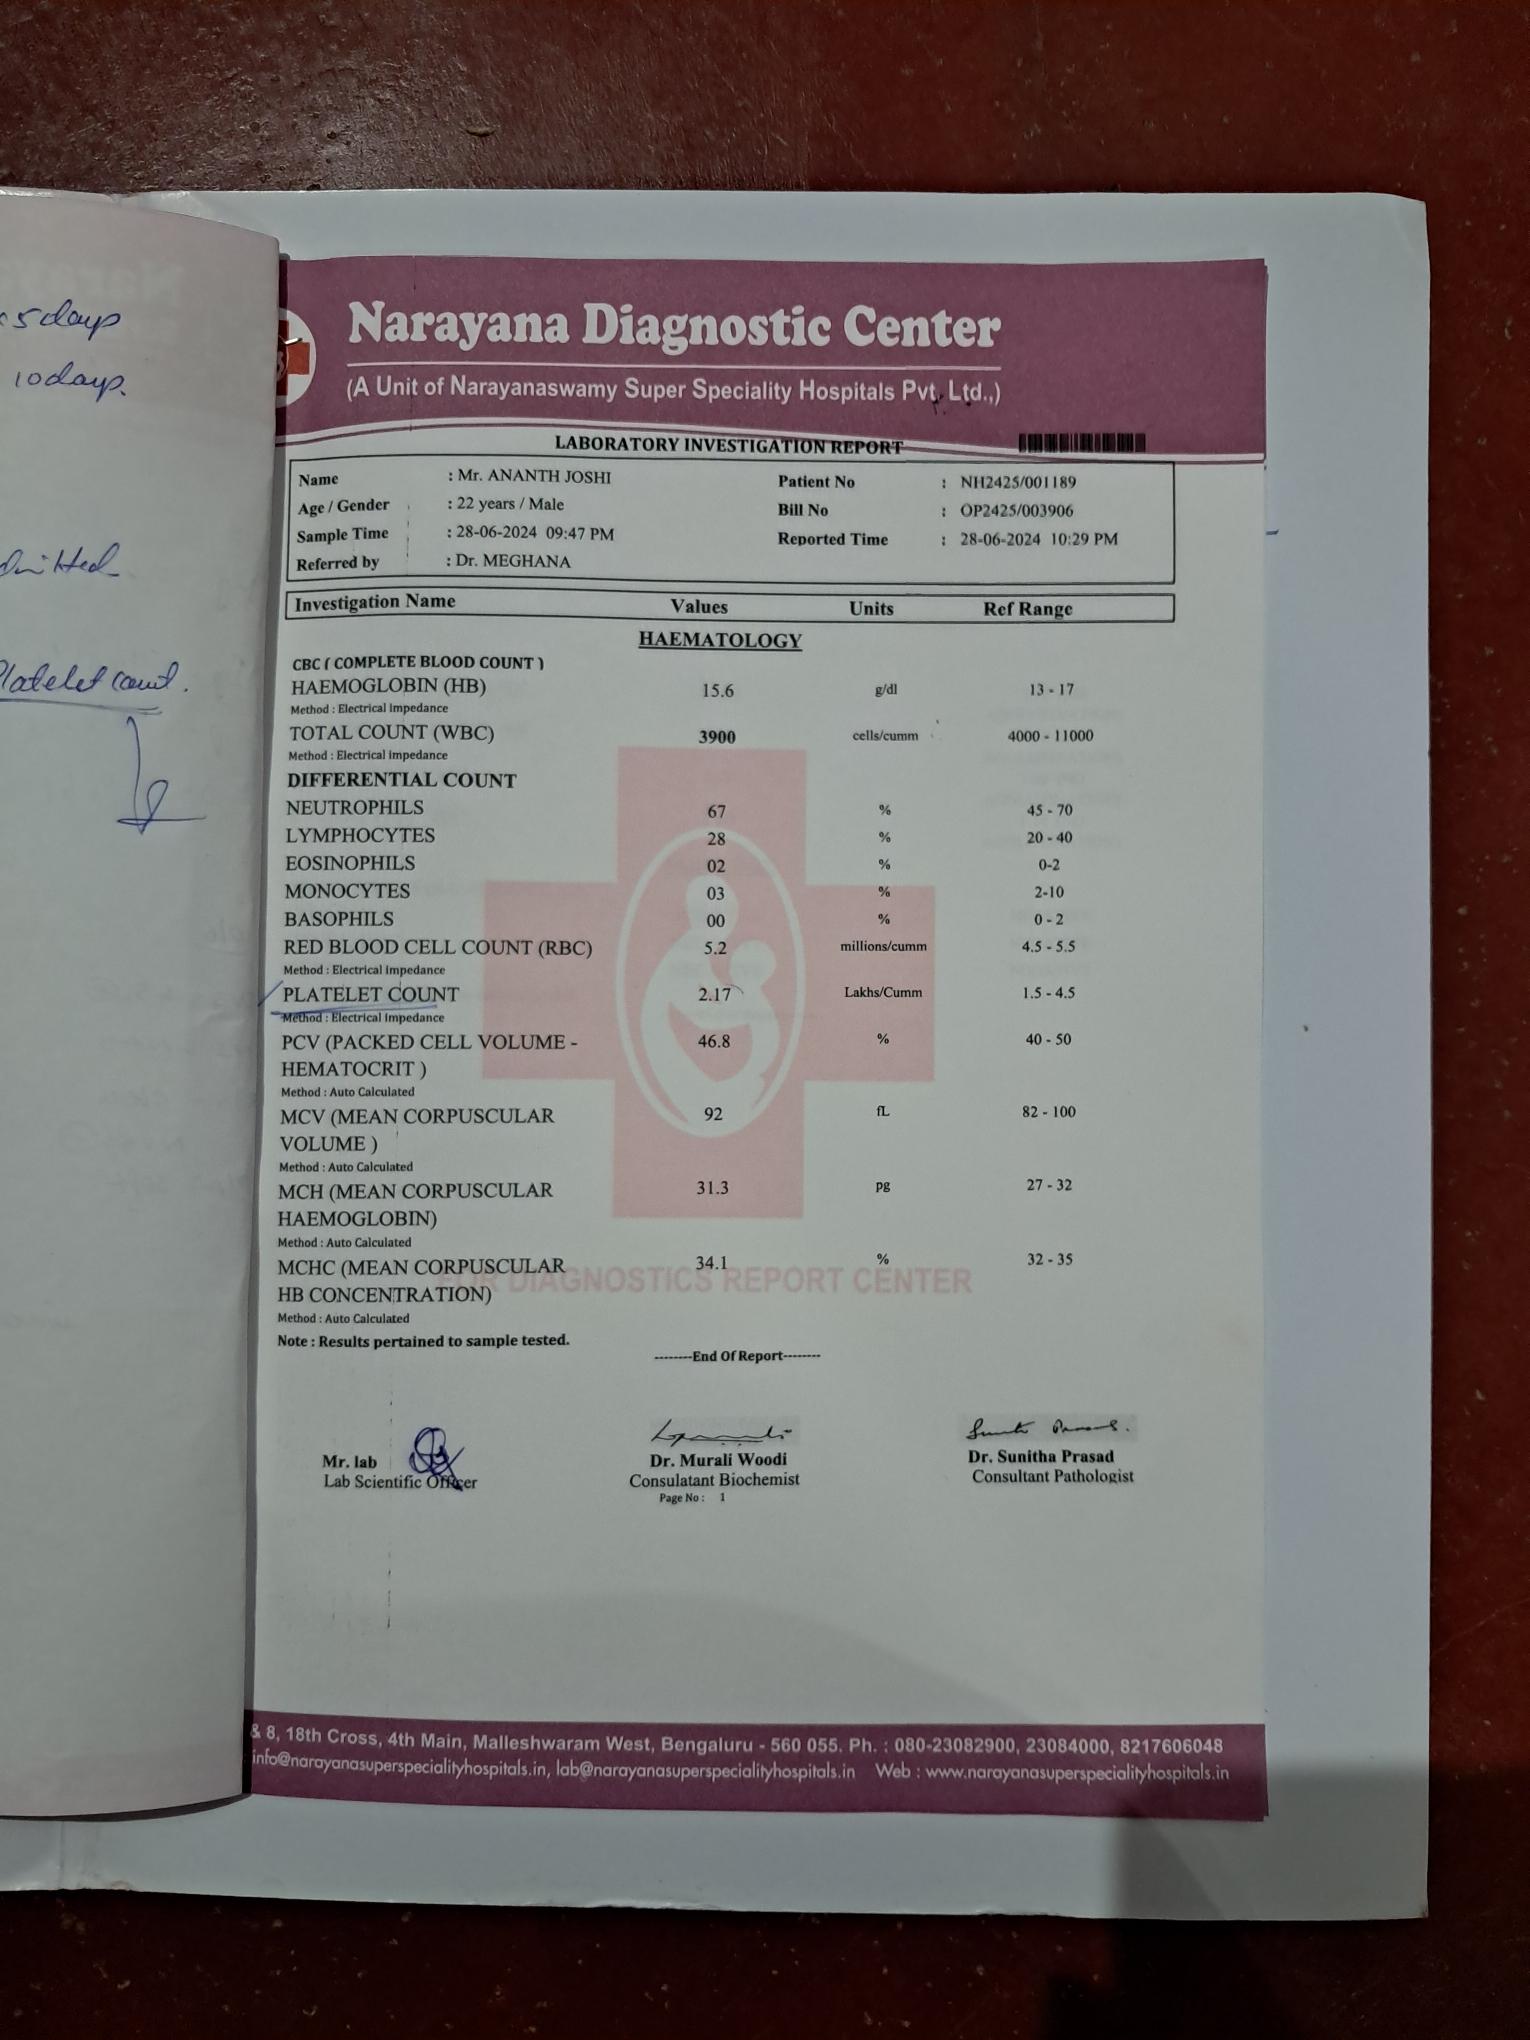 5days
10days.
Platelet count.
Narayana Diagnostic Center
(A Unit of Narayanaswamy Super Speciality Hospitals Pvt. Ltd.,)
LABORATORY INVESTIGATION REPORT
Name : Mr. ANANTH JOSHI Patient No : NH2425/001189
Age / Gender : 22 years / Male Bill No : OP2425/003906
Sample Time : 28-06-2024 09:47 PM Reported Time : 28-06-2024 10:29 PM
Referred by : Dr. MEGHANA
Investigation Name Values Units Ref Range
HAEMATOLOGY
CBC ( COMPLETE BLOOD COUNT )
HAEMOGLOBIN (HB) 15.6 g/dl 13 - 17
Method : Electrical Impedance
TOTAL COUNT (WBC) 3900 cells/cumm 4000 - 11000
Method : Electrical Impedance
DIFFERENTIAL COUNT
NEUTROPHILS 67 % 45 - 70
LYMPHOCYTES 28 % 20 - 40
EOSINOPHILS 02 % 0-2
MONOCYTES 03 % 2-10
BASOPHILS 00 % 0 - 2
RED BLOOD CELL COUNT (RBC) 5.2 millions/cumm 4.5 - 5.5
Method : Electrical Impedance
PLATELET COUNT 2.17 Lakhs/Cumm 1.5 - 4.5
Method : Electrical Impedance
PCV (PACKED CELL VOLUME - 46.8 % 40 - 50
HEMATOCRIT )
Method : Auto Calculated
MCV (MEAN CORPUSCULAR 92 fL 82 - 100
VOLUME )
Method : Auto Calculated
MCH (MEAN CORPUSCULAR 31.3 pg 27 - 32
HAEMOGLOBIN)
Method : Auto Calculated
MCHC (MEAN CORPUSCULAR 34.1 % 32 - 35
FOR DIAGNOSTICS REPORT CENTER
HB CONCENTRATION)
Method : Auto Calculated
Note : Results pertained to sample tested.
--------End Of Report--------
Mr. lab Dr. Murali Woodi Dr. Sunitha Prasad
Lab Scientific Officer Consulatant Biochemist Consultant Pathologist
Page No : 1
& 8, 18th Cross, 4th Main, Malleshwaram West, Bengaluru - 560 055. Ph. : 080-23082900, 23084000, 8217606048
info@narayanasuperspecialityhospitals.in, lab@narayanasuperspecialityhospitals.in Web : www.narayanasuperspecialityhospitals.in